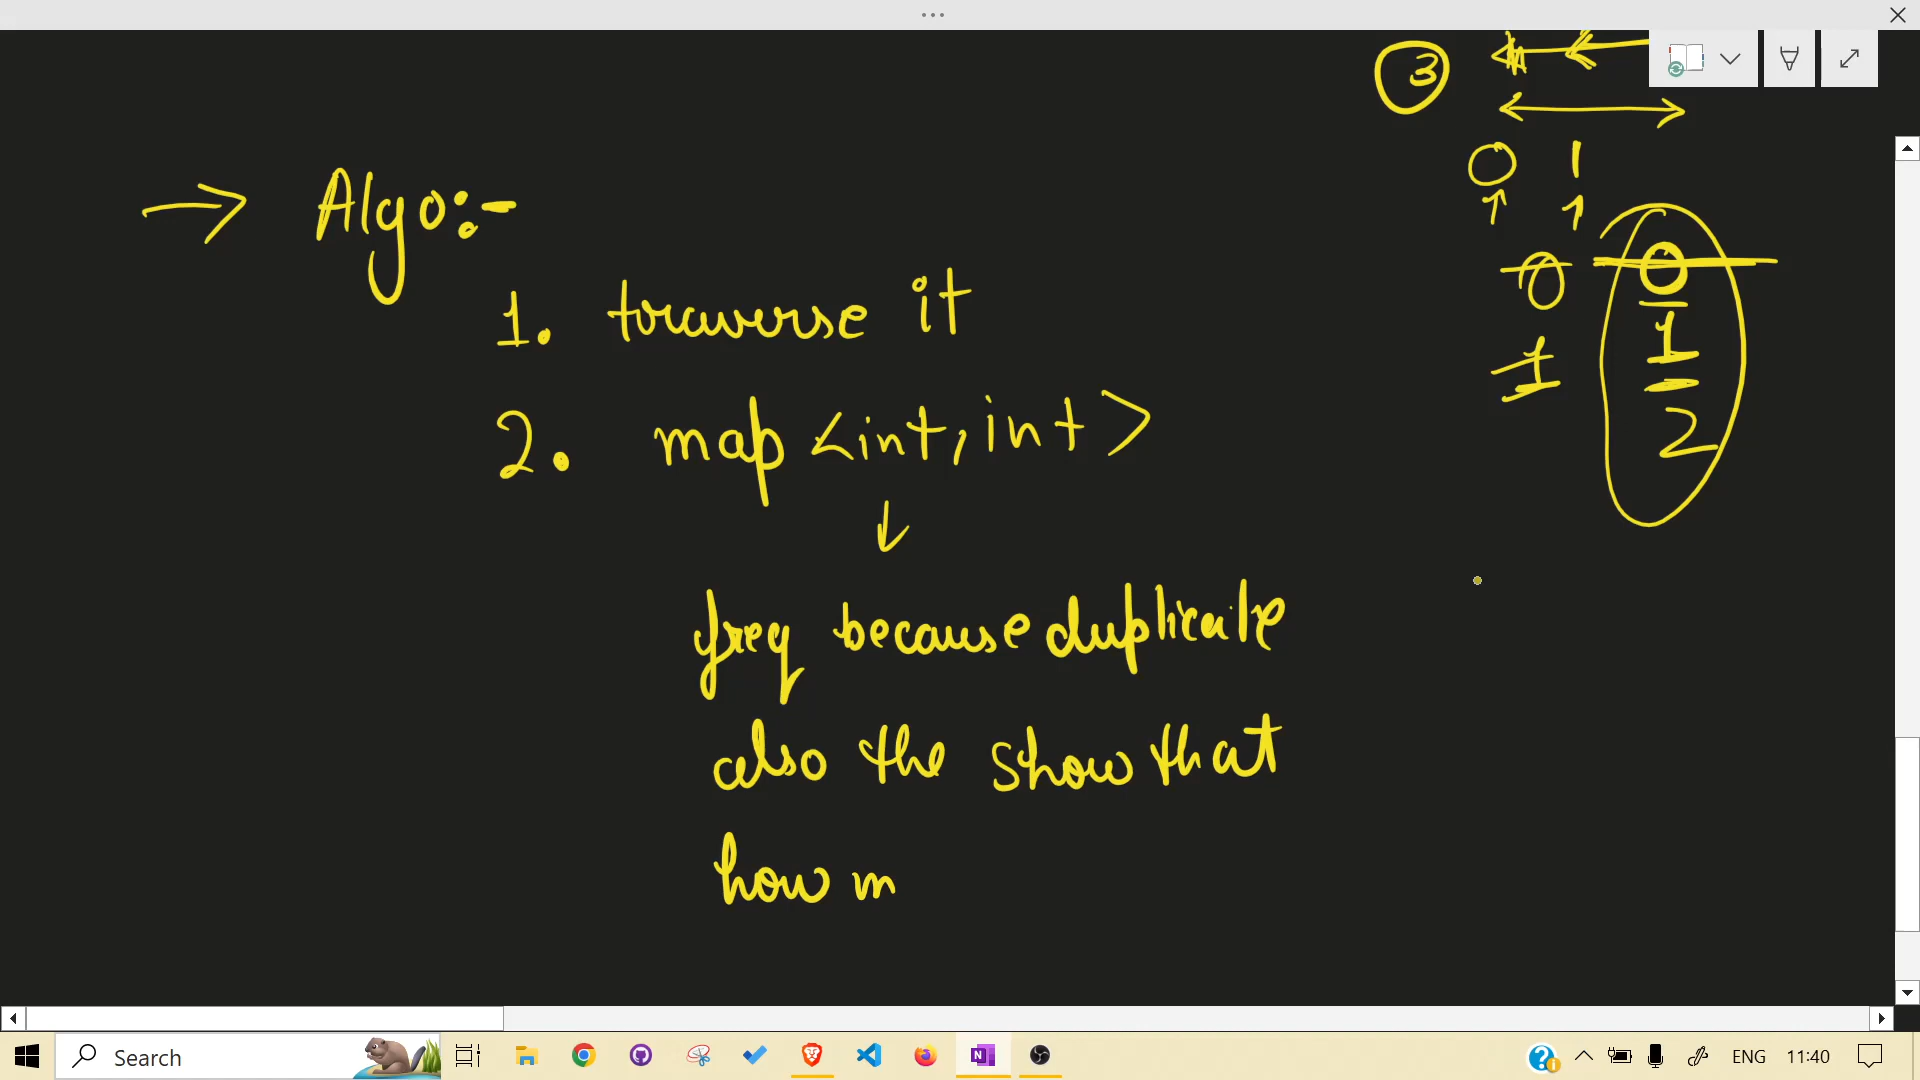 3
0 1
→ Algo:-
0 0
1. traverse it
1 1
2. map <int, int>
2
freq because duplicate
also the show that
how m
Search
ENG 11:40